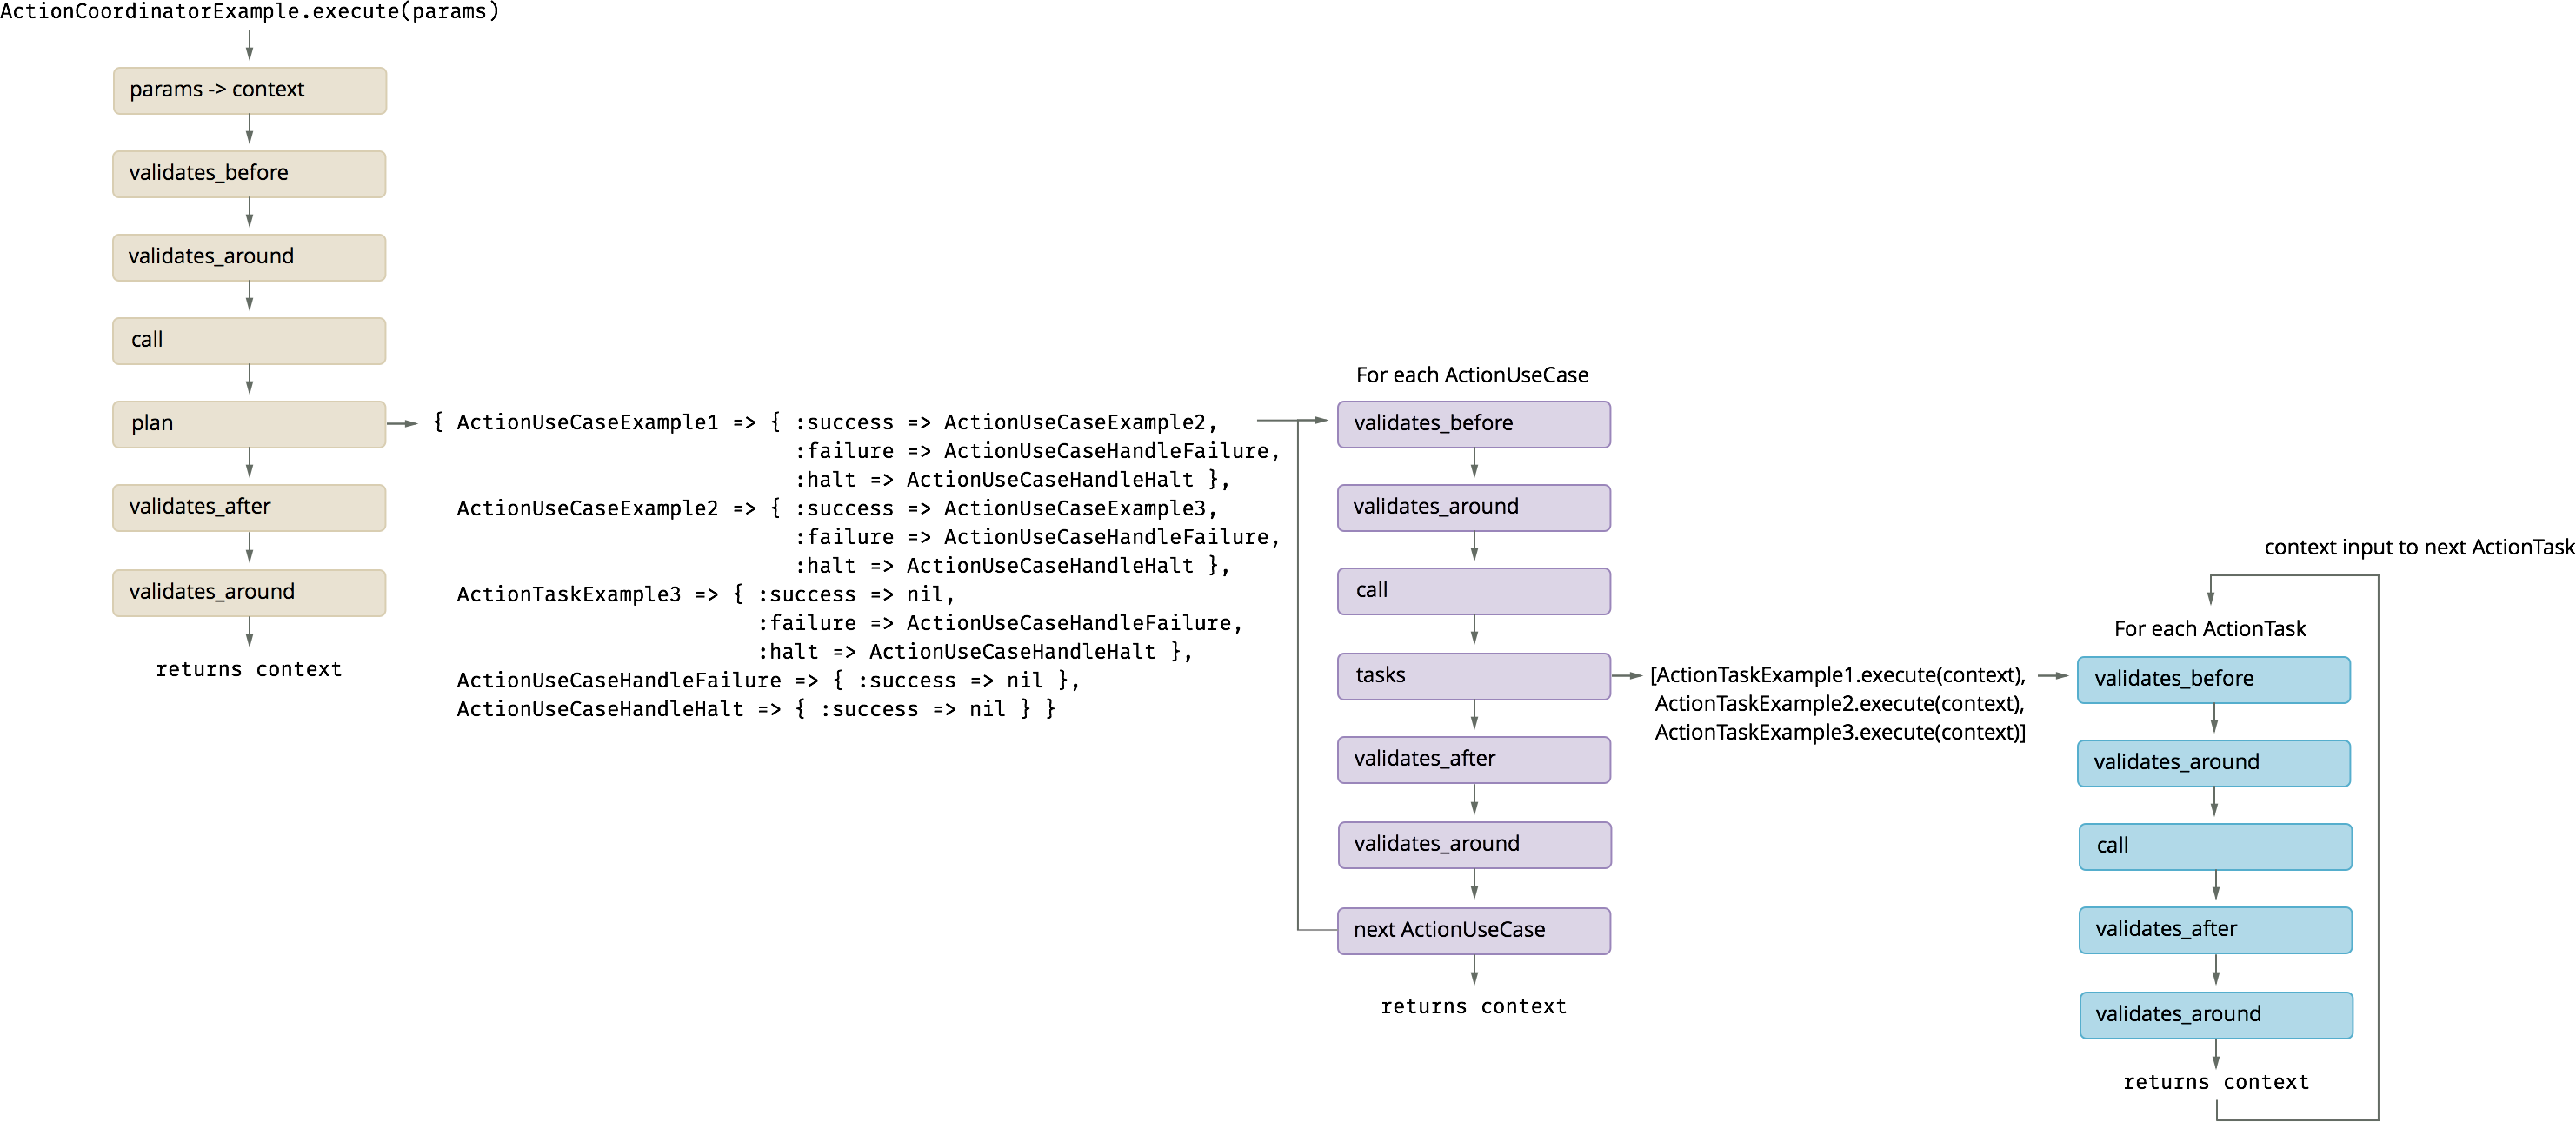 ActionCoordinatorExample.execute(params)
params -> context
validates_before
validates_around
call
plan
validates_after
validates_around
returns context
{ ActionUseCaseExample1 => { :success => ActionUseCaseExample2,
:failure => ActionUseCaseHandleFailure,
:halt => ActionUseCaseHandleHalt },
ActionUseCaseExample2 => { :success => ActionUseCaseExample3,
:failure => ActionUseCaseHandleFailure,
:halt => ActionUseCaseHandleHalt },
ActionTaskExample3 => { :success => nil,
:failure => ActionUseCaseHandleFailure,
:halt => ActionUseCaseHandleHalt },
ActionUseCaseHandleFailure => { :success => nil },
ActionUseCaseHandleHalt => { :success => nil } }
For each ActionUseCase
validates_before
validates_around
call
tasks
validates_after
validates_around
next ActionUseCase
returns context
[ActionTaskExample1.execute(context),
ActionTaskExample2.execute(context),
ActionTaskExample3.execute(context)]
context input to next ActionTask
For each ActionTask
validates_before
validates_around
call
validates_after
validates_around
returns context